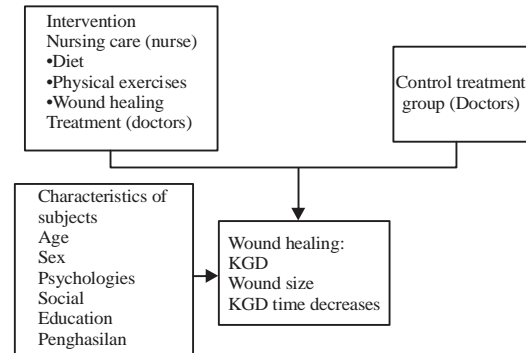 Intervention
Nursing care (nurse)
•Diet
•Physical exercises
•Wound healing
Treatment (doctors)
Control treatment
group (Doctors)
Characteristics of
subjects
Age
Sex
Psychologies
Social
Education
Penghasilan
Wound healing:
KGD
Wound size
KGD time decreases